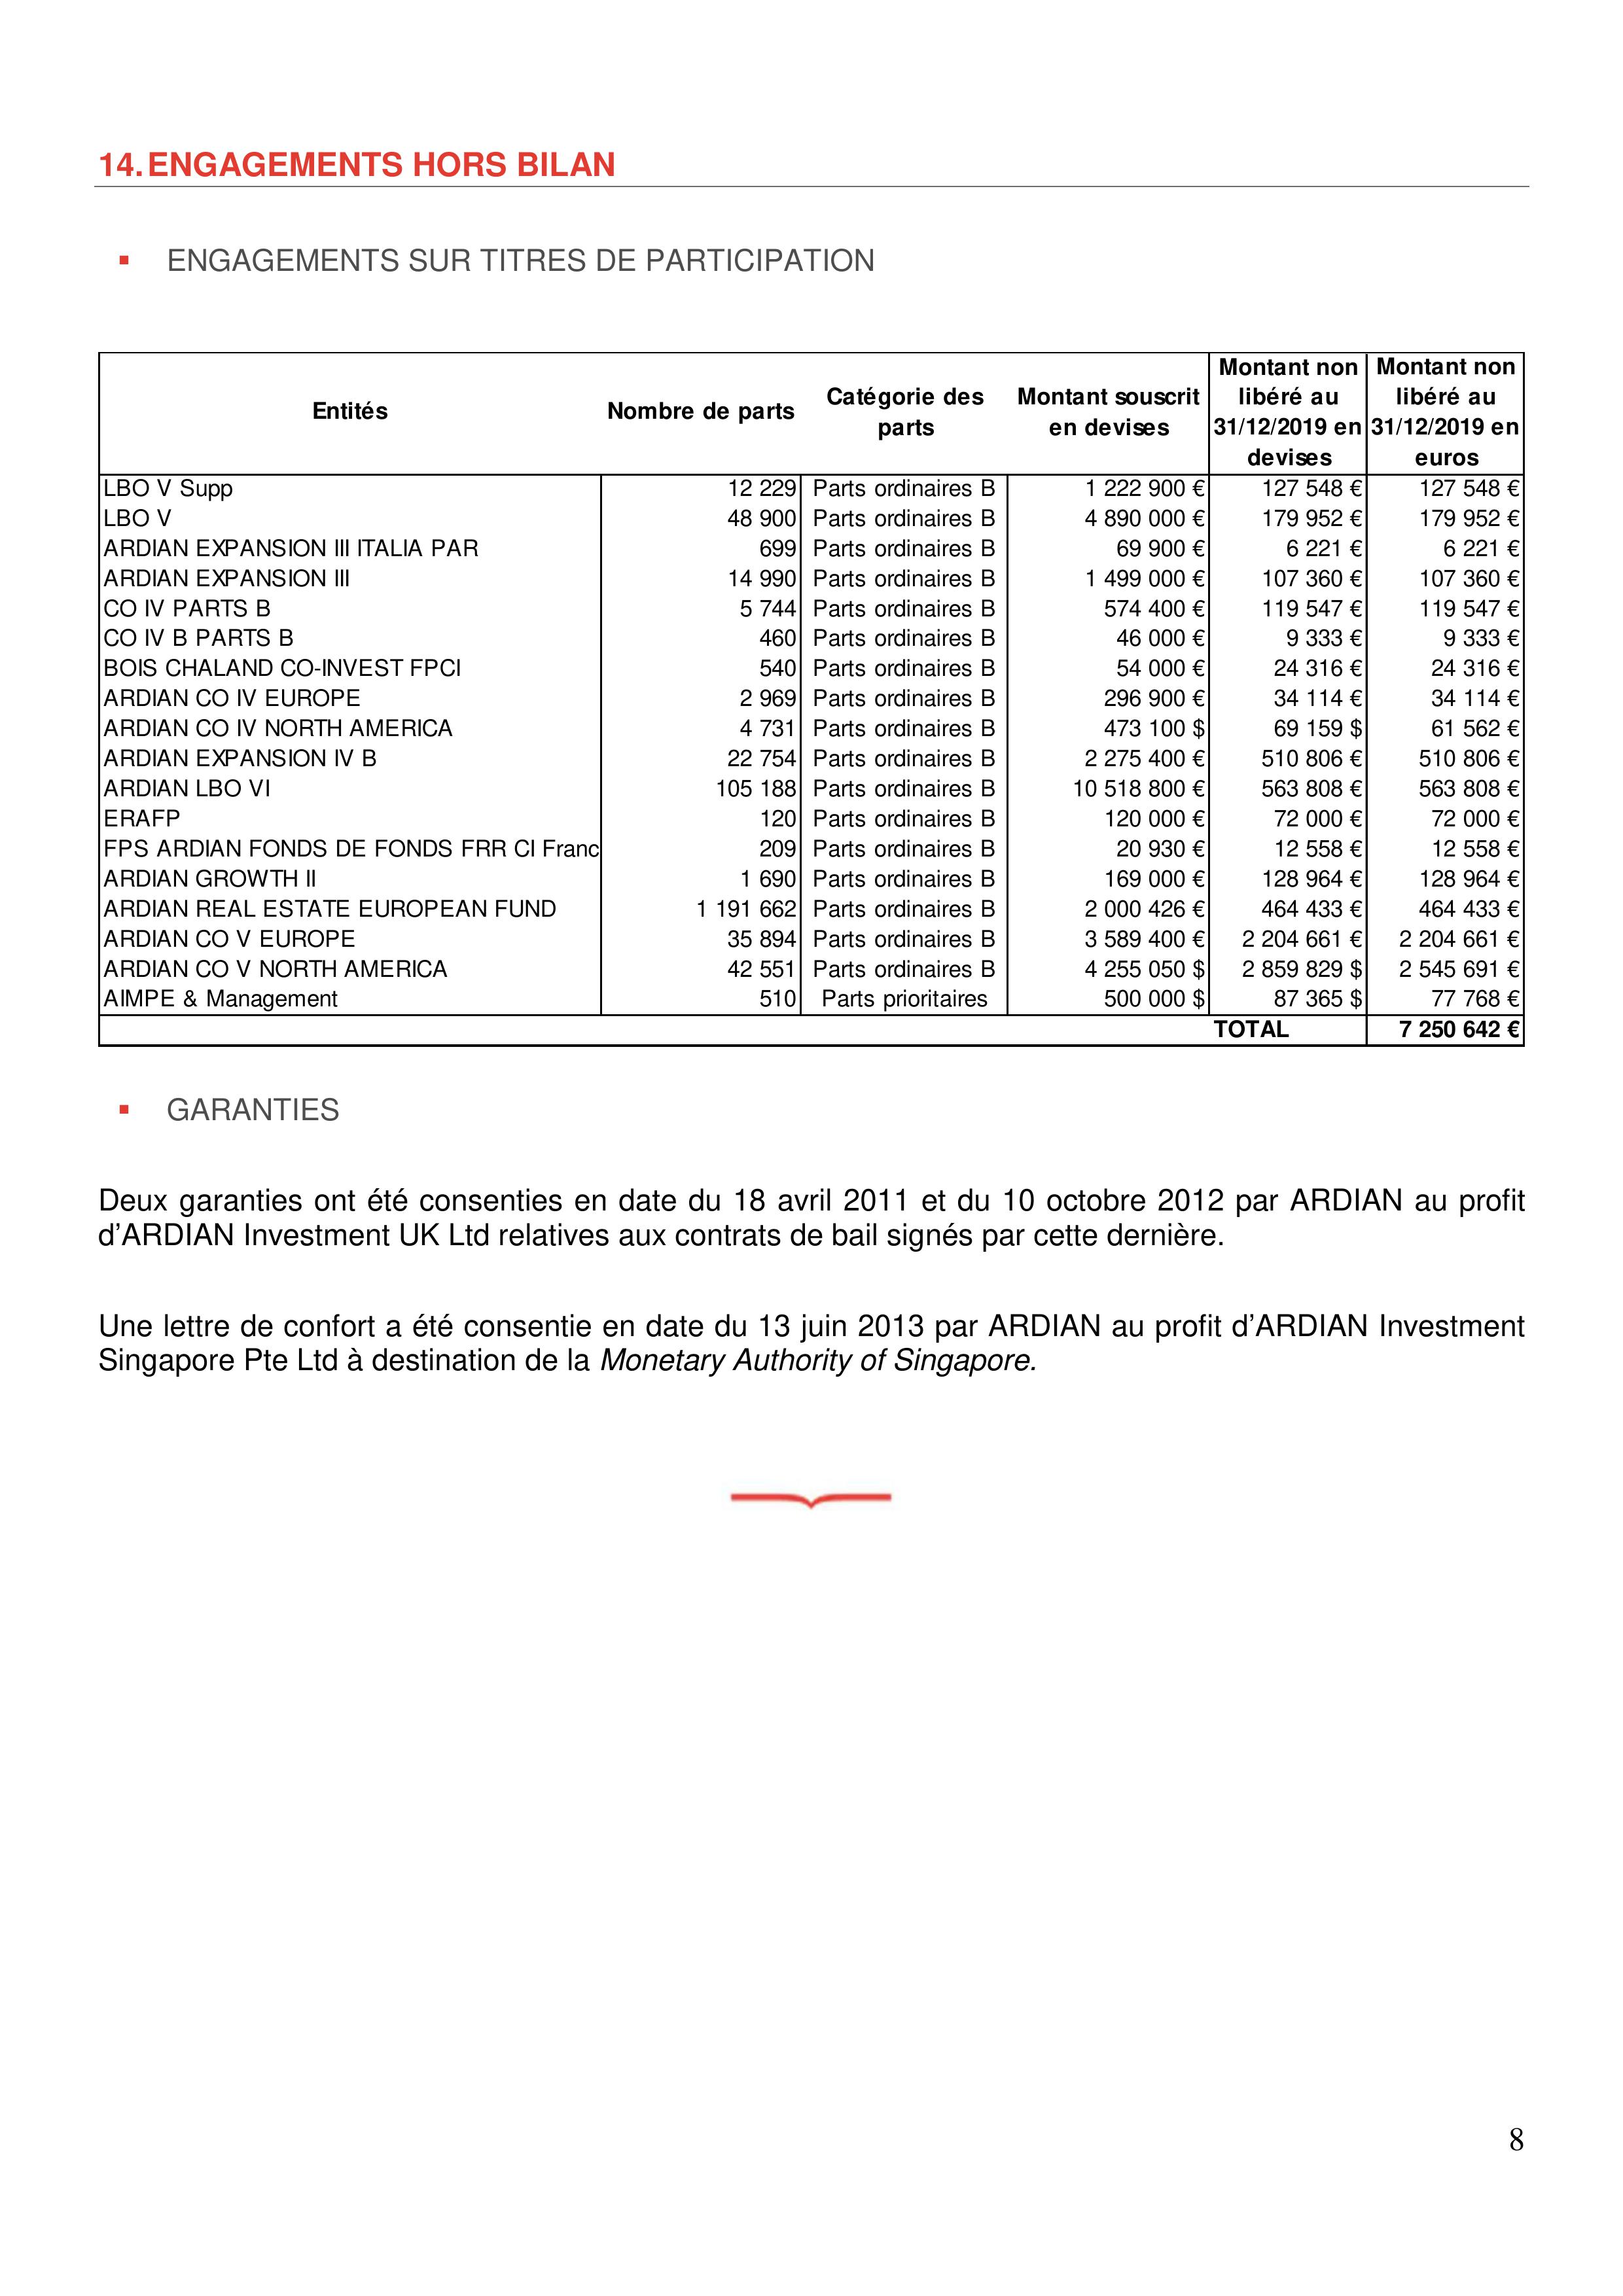 14. ENGAGEMENTS HORS BILAN
▪ ENGAGEMENTS SUR TITRES DE PARTICIPATION
Entités Nombre de parts Catégorie des parts Montant souscrit en devises Montant non libéré au 31/12/2019 en devises Montant non libéré au 31/12/2019 en euros
LBO V Supp 12 229 Parts ordinaires B 1 222 900 € 127 548 € 127 548 €
LBO V 48 900 Parts ordinaires B 4 890 000 € 179 952 € 179 952 €
ARDIAN EXPANSION III ITALIA PAR 699 Parts ordinaires B 69 900 € 6 221 € 6 221 €
ARDIAN EXPANSION III 14 990 Parts ordinaires B 1 499 000 € 107 360 € 107 360 €
CO IV PARTS B 5 744 Parts ordinaires B 574 400 € 119 547 € 119 547 €
CO IV B PARTS B 460 Parts ordinaires B 46 000 € 9 333 € 9 333 €
BOIS CHALAND CO-INVEST FPCI 540 Parts ordinaires B 54 000 € 24 316 € 24 316 €
ARDIAN CO IV EUROPE 2 969 Parts ordinaires B 296 900 € 34 114 € 34 114 €
ARDIAN CO IV NORTH AMERICA 4 731 Parts ordinaires B 473 100 $ 69 159 $ 61 562 €
ARDIAN EXPANSION IV B 22 754 Parts ordinaires B 2 275 400 € 510 806 € 510 806 €
ARDIAN LBO VI 105 188 Parts ordinaires B 10 518 800 € 563 808 € 563 808 €
ERAFP 120 Parts ordinaires B 120 000 € 72 000 € 72 000 €
FPS ARDIAN FONDS DE FONDS FRR CI Franc 209 Parts ordinaires B 20 930 € 12 558 € 12 558 €
ARDIAN GROWTH II 1 690 Parts ordinaires B 169 000 € 128 964 € 128 964 €
ARDIAN REAL ESTATE EUROPEAN FUND 1 191 662 Parts ordinaires B 2 000 426 € 464 433 € 464 433 €
ARDIAN CO V EUROPE 35 894 Parts ordinaires B 3 589 400 € 2 204 661 € 2 204 661 €
ARDIAN CO V NORTH AMERICA 42 551 Parts ordinaires B 4 255 050 $ 2 859 829 $ 2 545 691 €
AIMPE & Management 510 Parts prioritaires 500 000 $ 87 365 $ 77 768 €
TOTAL 7 250 642 €
▪ GARANTIES
Deux garanties ont été consenties en date du 18 avril 2011 et du 10 octobre 2012 par ARDIAN au profit
d’ARDIAN Investment UK Ltd relatives aux contrats de bail signés par cette dernière.
Une lettre de confort a été consentie en date du 13 juin 2013 par ARDIAN au profit d’ARDIAN Investment
Singapore Pte Ltd à destination de la Monetary Authority of Singapore.
8